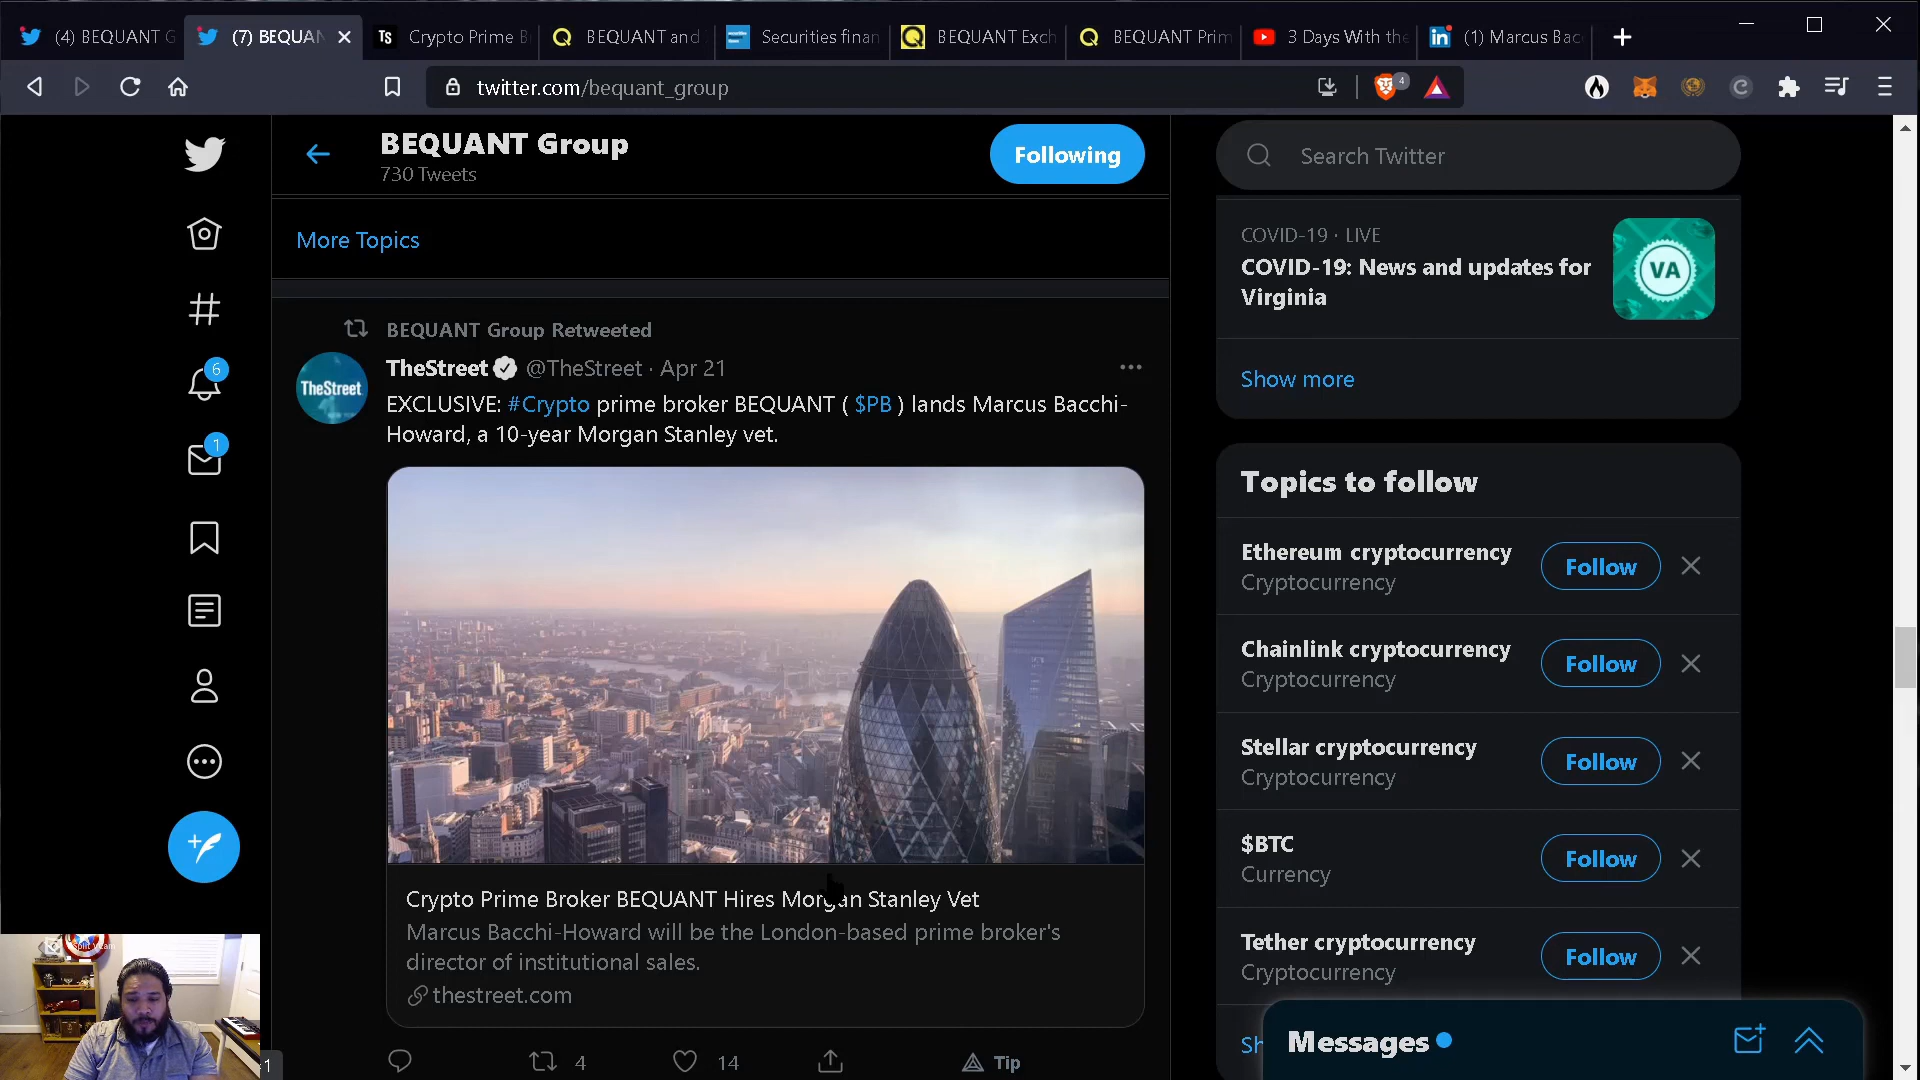 (4) BEQUANT G
(7) BEQUAN
Ts Crypto Prime B
BEQUANT and
Securities finan
BEQUANT Exch
BEQUANT Prim
3 Days With the
in (1) Marcus Bac
twitter.com/bequant_group
4
BEQUANT Group
730 Tweets
Following
Search Twitter
More Topics
COVID-19 · LIVE
COVID-19: News and updates for
Virginia
VA
Show more
6
1
BEQUANT Group Retweeted
TheStreet
TheStreet @TheStreet · Apr 21
EXCLUSIVE: #Crypto prime broker BEQUANT ( $PB ) lands Marcus Bacchi-
Howard, a 10-year Morgan Stanley vet.
Crypto Prime Broker BEQUANT Hires Morgan Stanley Vet
Marcus Bacchi-Howard will be the London-based prime broker's
director of institutional sales.
thestreet.com
4
14
Tip
Topics to follow
Ethereum cryptocurrency
Cryptocurrency
Follow
Chainlink cryptocurrency
Cryptocurrency
Follow
Stellar cryptocurrency
Cryptocurrency
Follow
$BTC
Currency
Follow
Tether cryptocurrency
Cryptocurrency
Follow
Sh
Messages
1